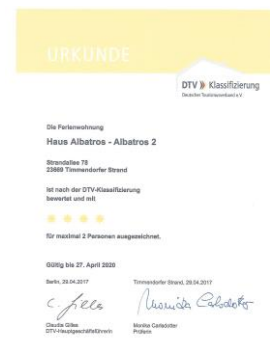 URKUNDE
DTV Klassifizierung
Deutscher Tourismusverband e.V.
Die Ferienwohnung
Haus Albatros - Albatros 2
Strandallee 78
23669 Timmendorfer Strand
ist nach der DTV-Klassifizierung
bewertet und mit
für maximal 2 Personen ausgezeichnet.
Gültig bis 27. April 2020
Berlin, 29.04.2017
Timmendorfer Strand, 29.04.2017
Claudia Gilles
DTV-Hauptgeschäftsführerin
Monika Carlsdotter
Prüferin